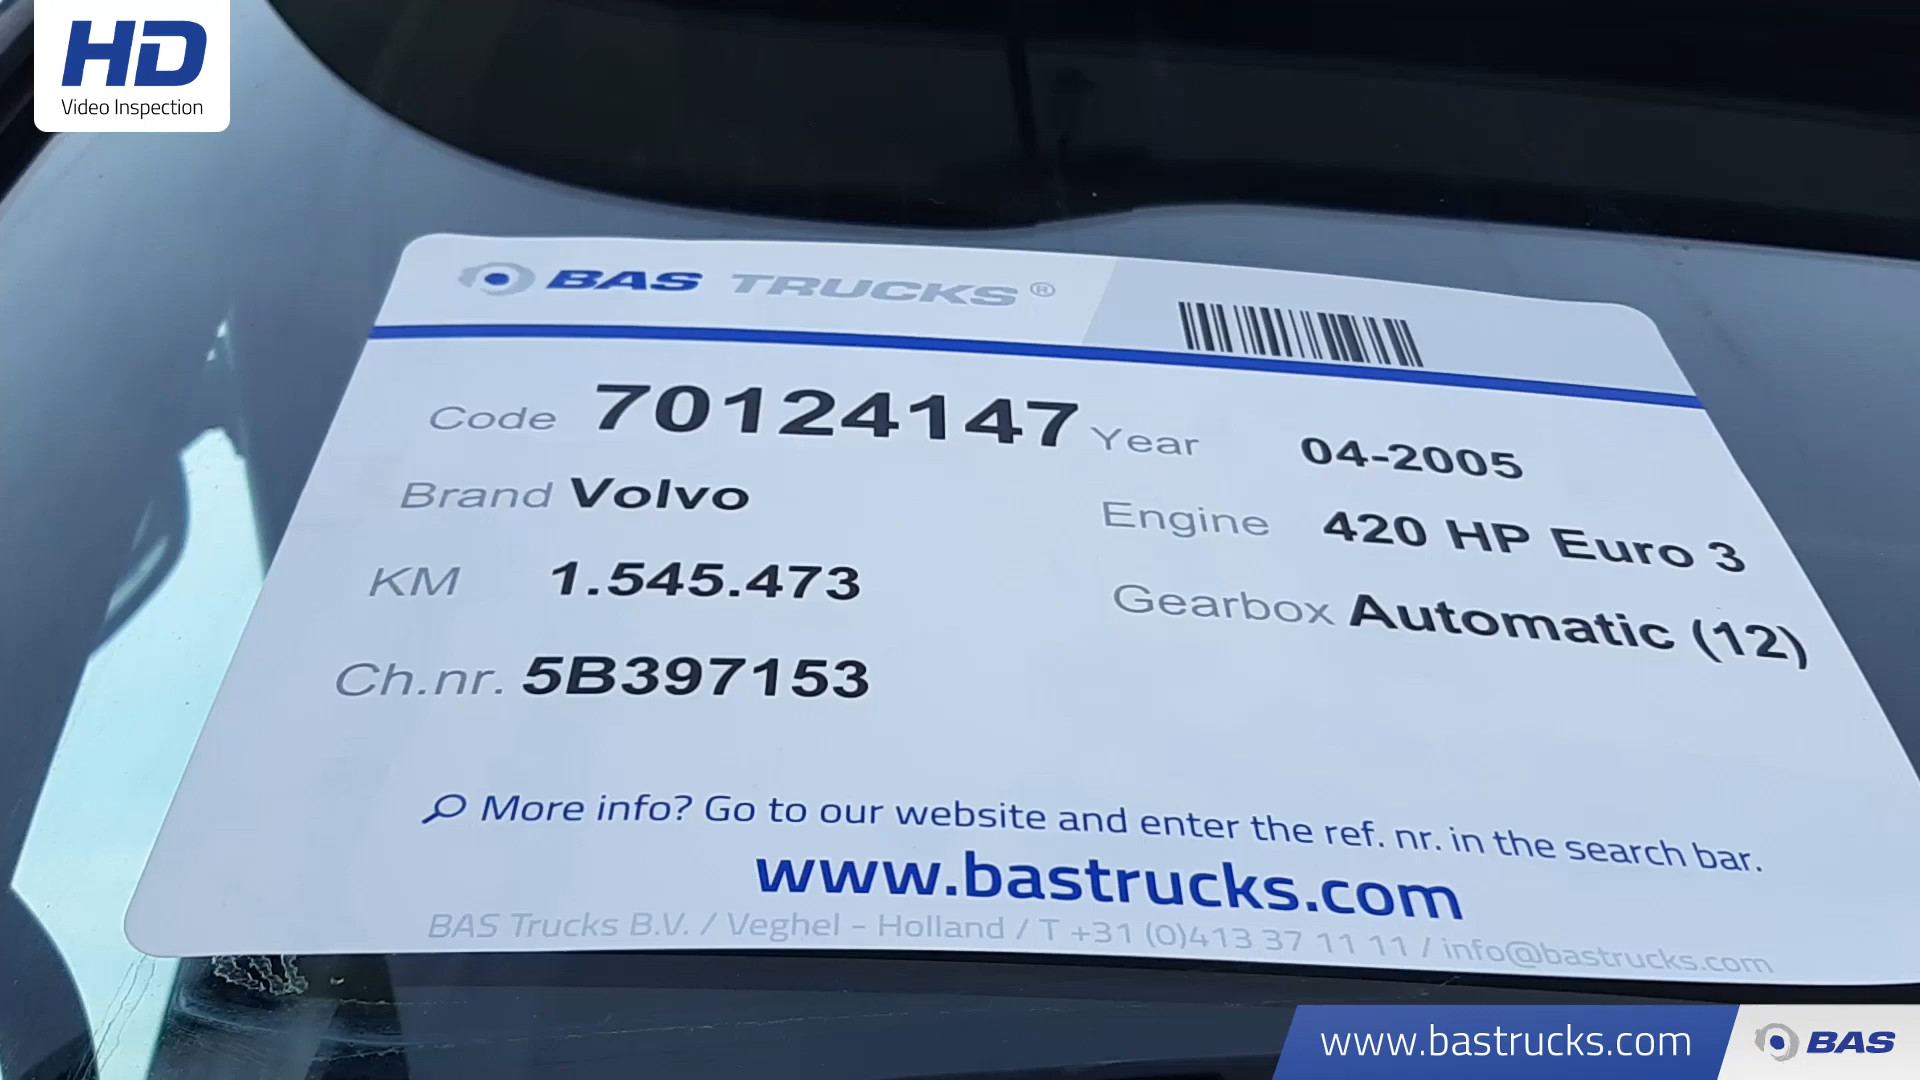 HD
Video Inspection
BAS TRUCKS®
Code 70124147 Year 04-2005
Brand Volvo Engine 420 HP Euro 3
KM 1.545.473 Gearbox Automatic (12)
Ch.nr. 5B397153
More info? Go to our website and enter the ref. nr. in the search bar.
www.bastrucks.com
BAS Trucks B.V. / Veghel - Holland / T +31 (0)413 37 11 11 / info@bastrucks.com
www.bastrucks.com BAS